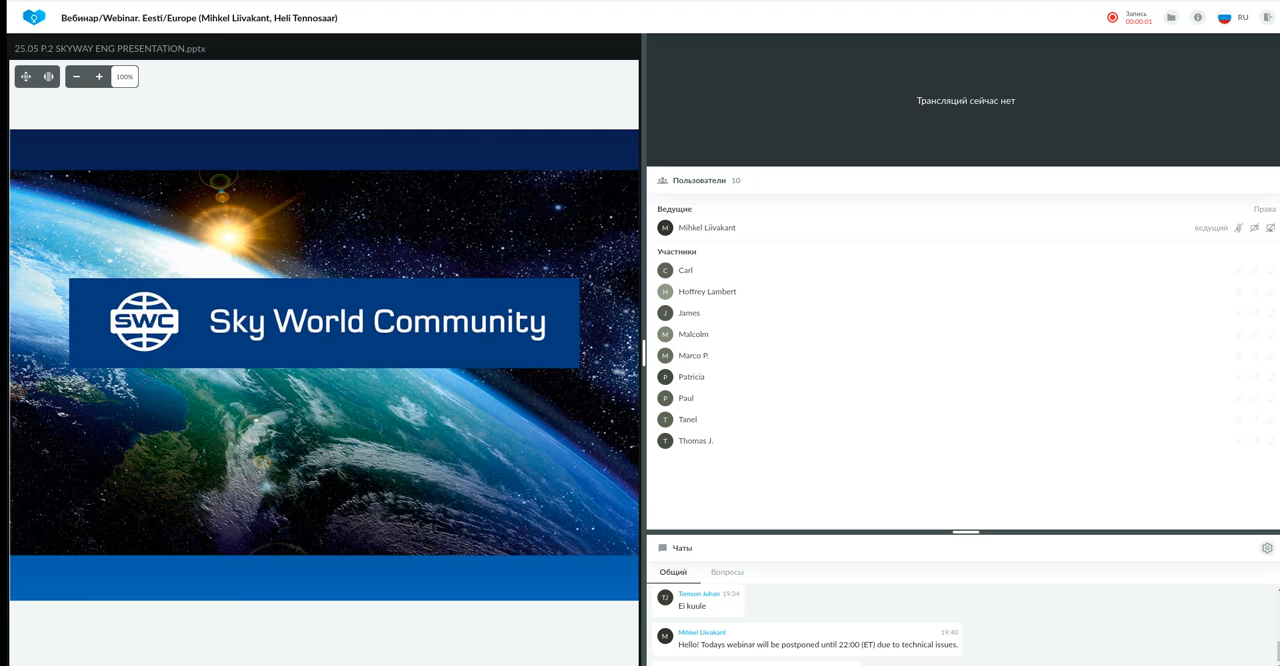 Вебинар/Webinar. Eesti/Europe (Mihkel Liivakant, Heli Tennosaar)
Запись
00:00:01
RU
25.05 P.2 SKYWAY ENG PRESENTATION.pptx
100%
SWC
Sky World Community
Трансляций сейчас нет
Пользователи 10
Ведущие Права
M Mihkel Liivakant ведущий
Участники
C Carl
H Hoffrey Lambert
J James
M Malcolm
M Marco P.
P Patricia
P Paul
T Tanel
T Thomas J.
Чаты
Общий Вопросы
TJ Tomson Juhan 19:34
Ei kuule
M Mihkel Liivakant 19:40
Hello! Todays webinar will be postponed until 22:00 (ET) due to technical issues.